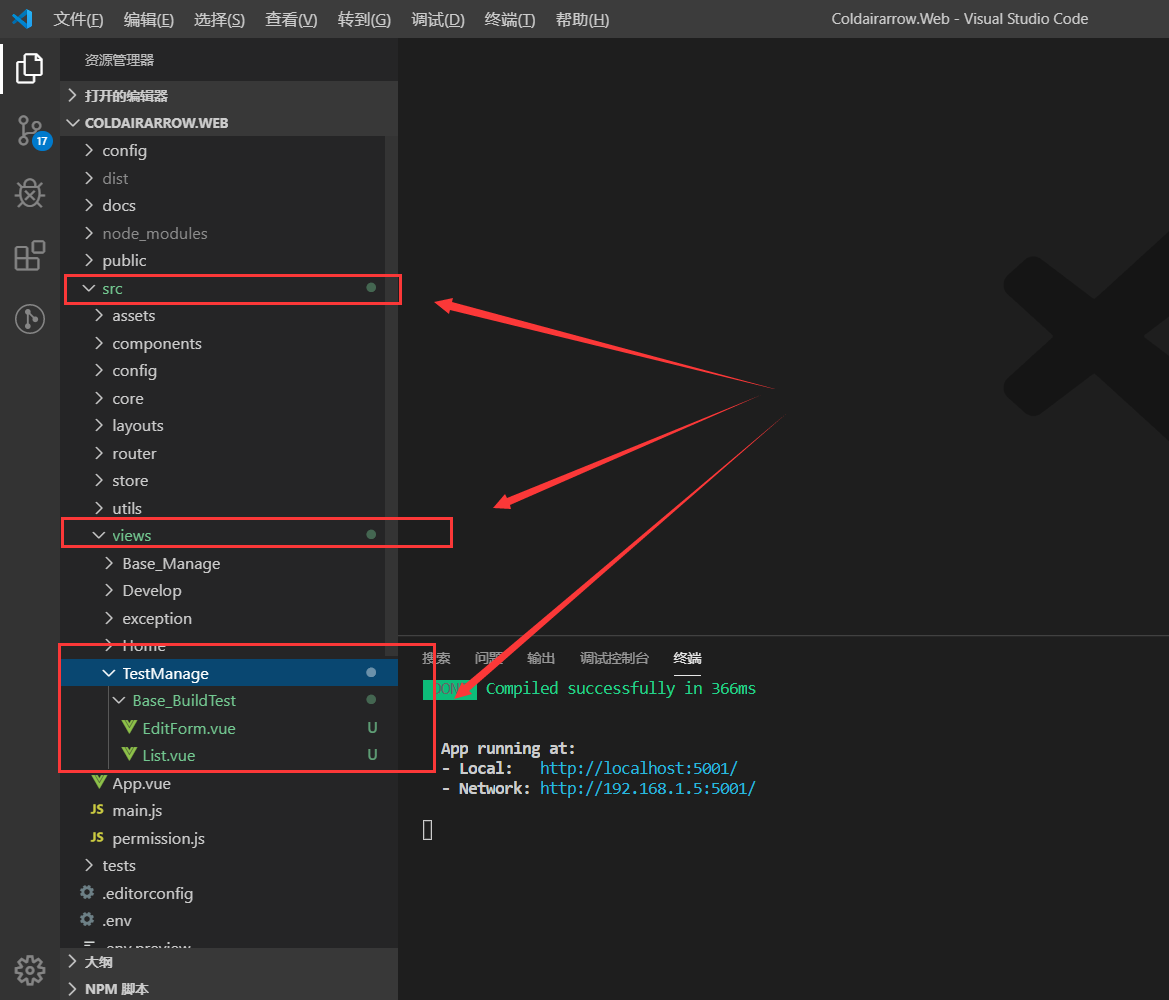 文件(F) 编辑(E) 选择(S) 查看(V) 转到(G) 调试(D) 终端(T) 帮助(H) Coldairarrow.Web - Visual Studio Code
资源管理器
打开的编辑器
COLDAIRARROW.WEB
config
17
dist
docs
node_modules
public
src
assets
components
config
core
layouts
router
store
utils
views
Base_Manage
Develop
exception
Home
TestManage
Base_BuildTest
EditForm.vue U
List.vue U
App.vue
JS main.js
JS permission.js
tests
.editorconfig
.env
.env.preview
大纲
NPM 脚本
搜索 问题 输出 调试控制台 终端
DONE Compiled successfully in 366ms
App running at:
- Local: http://localhost:5001/
- Network: http://192.168.1.5:5001/